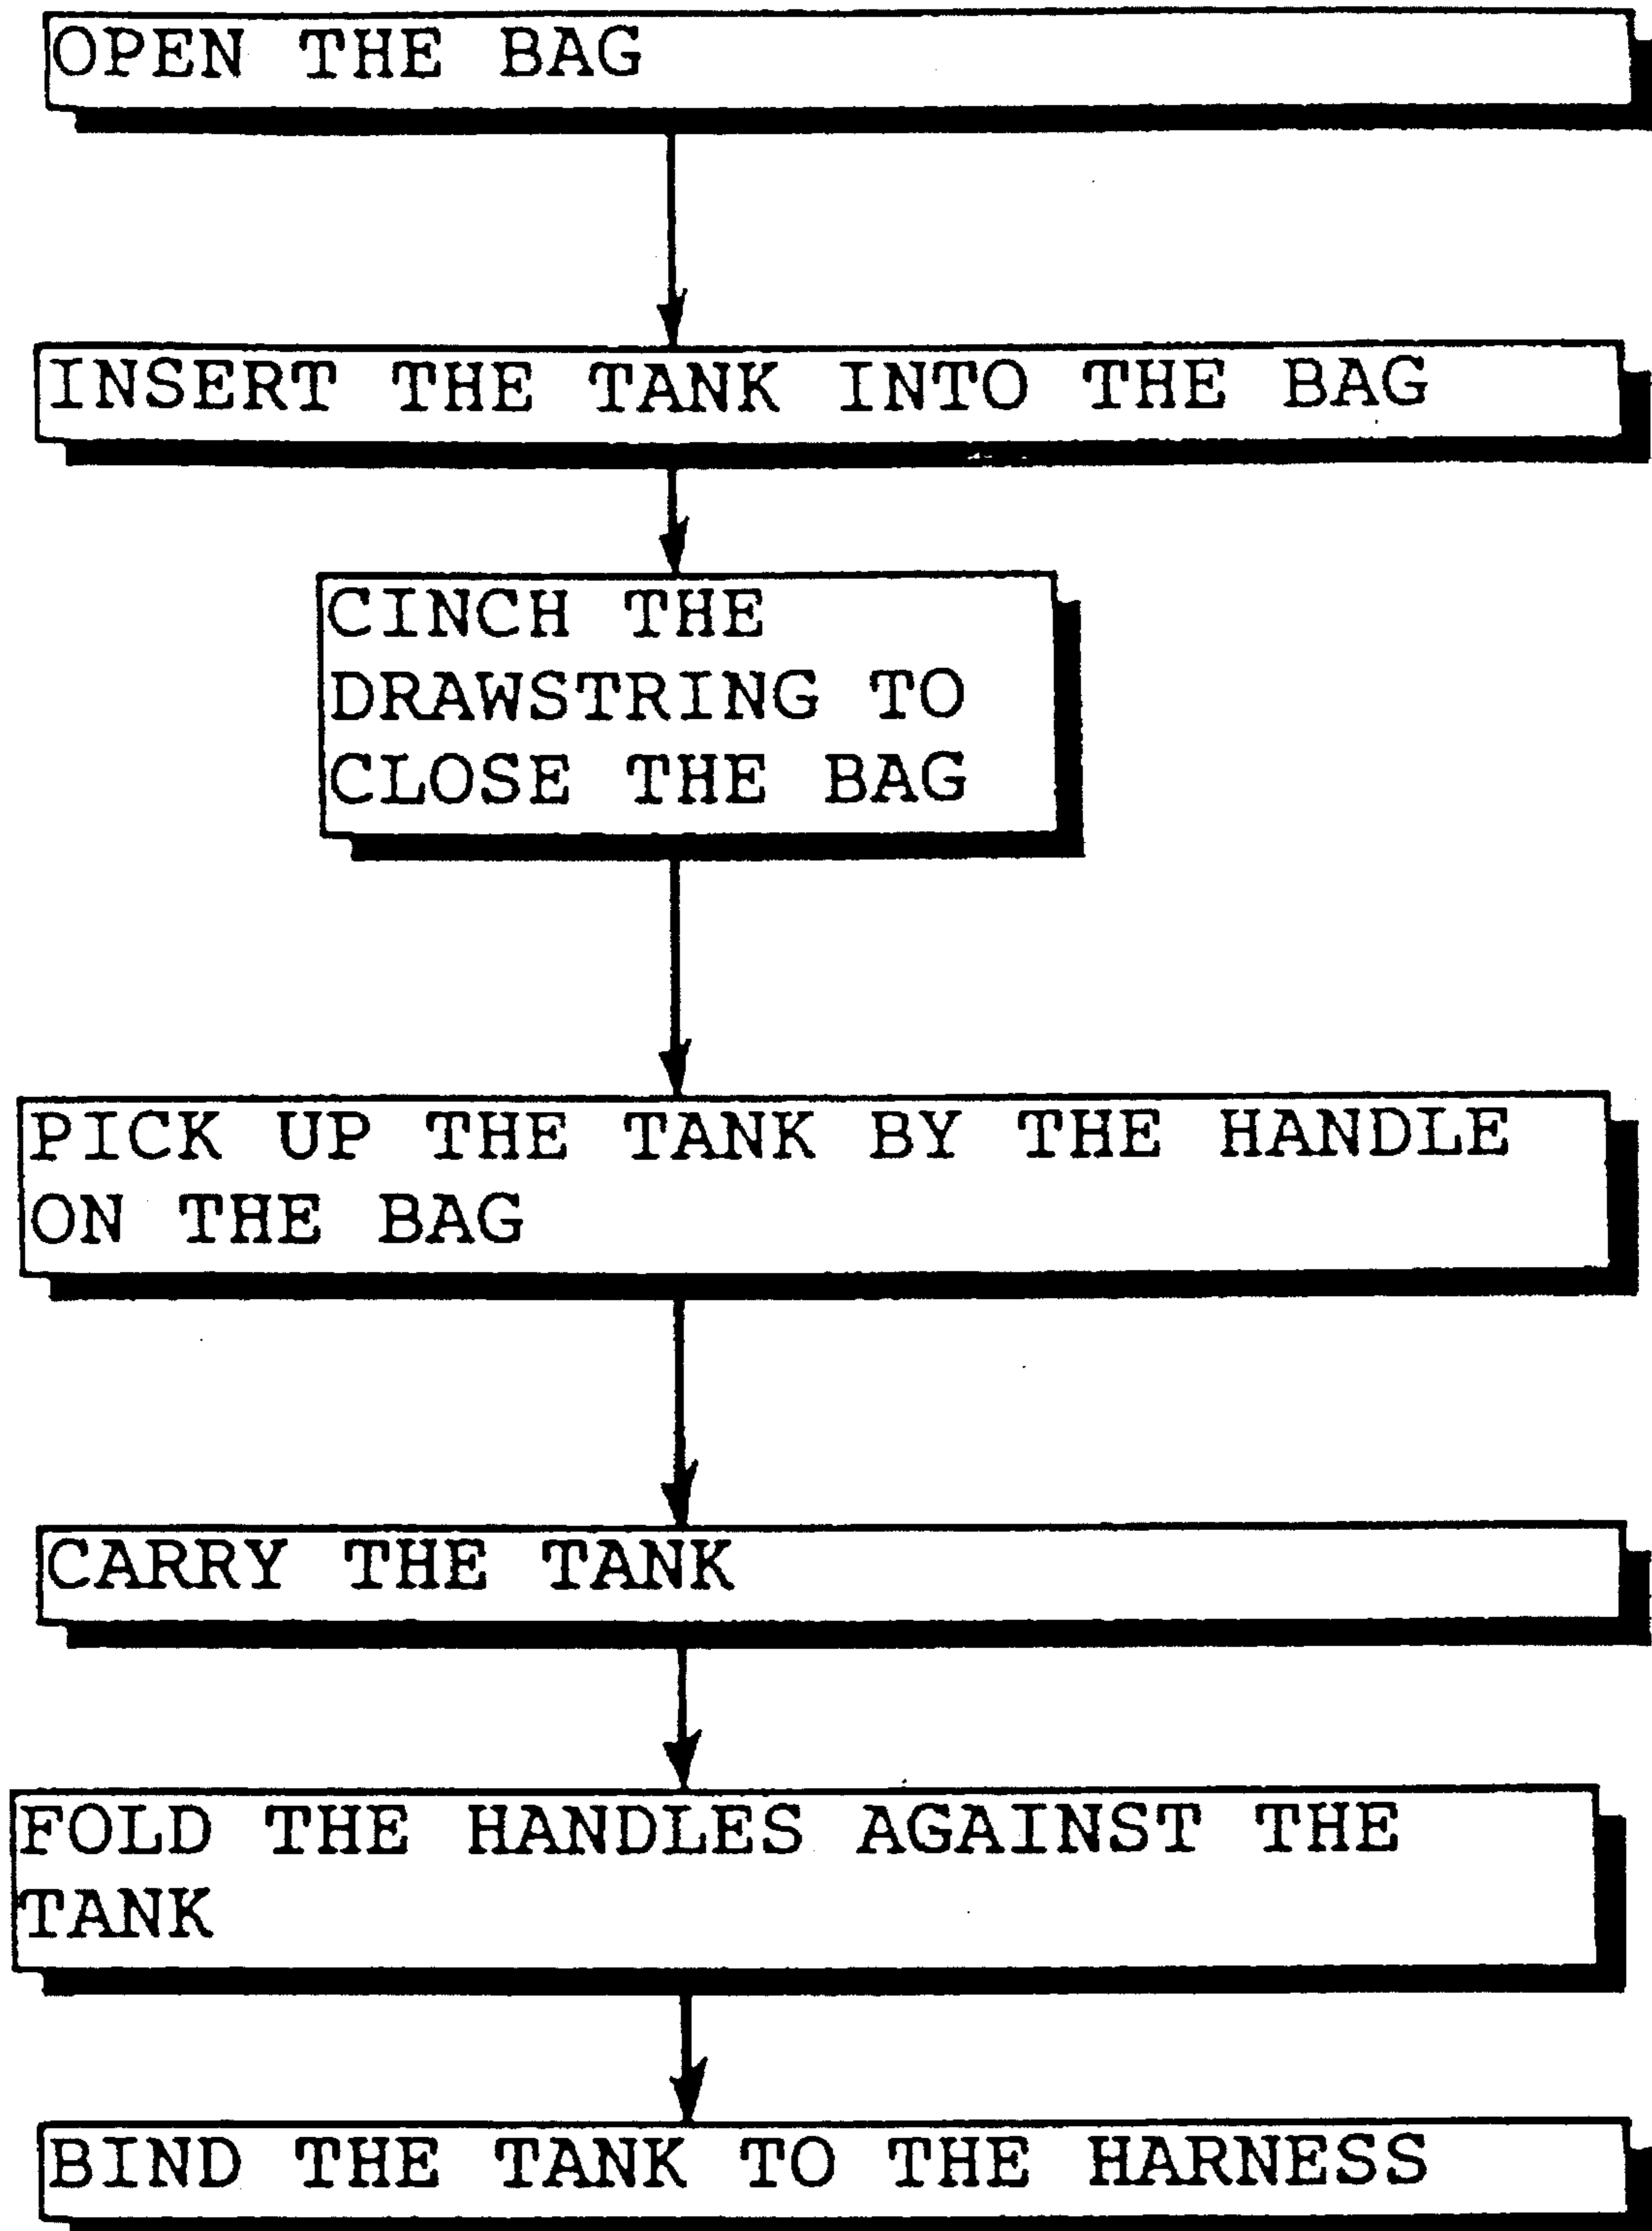 OPEN THE BAG
INSERT THE TANK INTO THE BAG
CINCH THE
DRAWSTRING TO
CLOSE THE BAG
PICK UP THE TANK BY THE HANDLE
ON THE BAG
CARRY THE TANK
FOLD THE HANDLES AGAINST THE
TANK
BIND THE TANK TO THE HARNESS